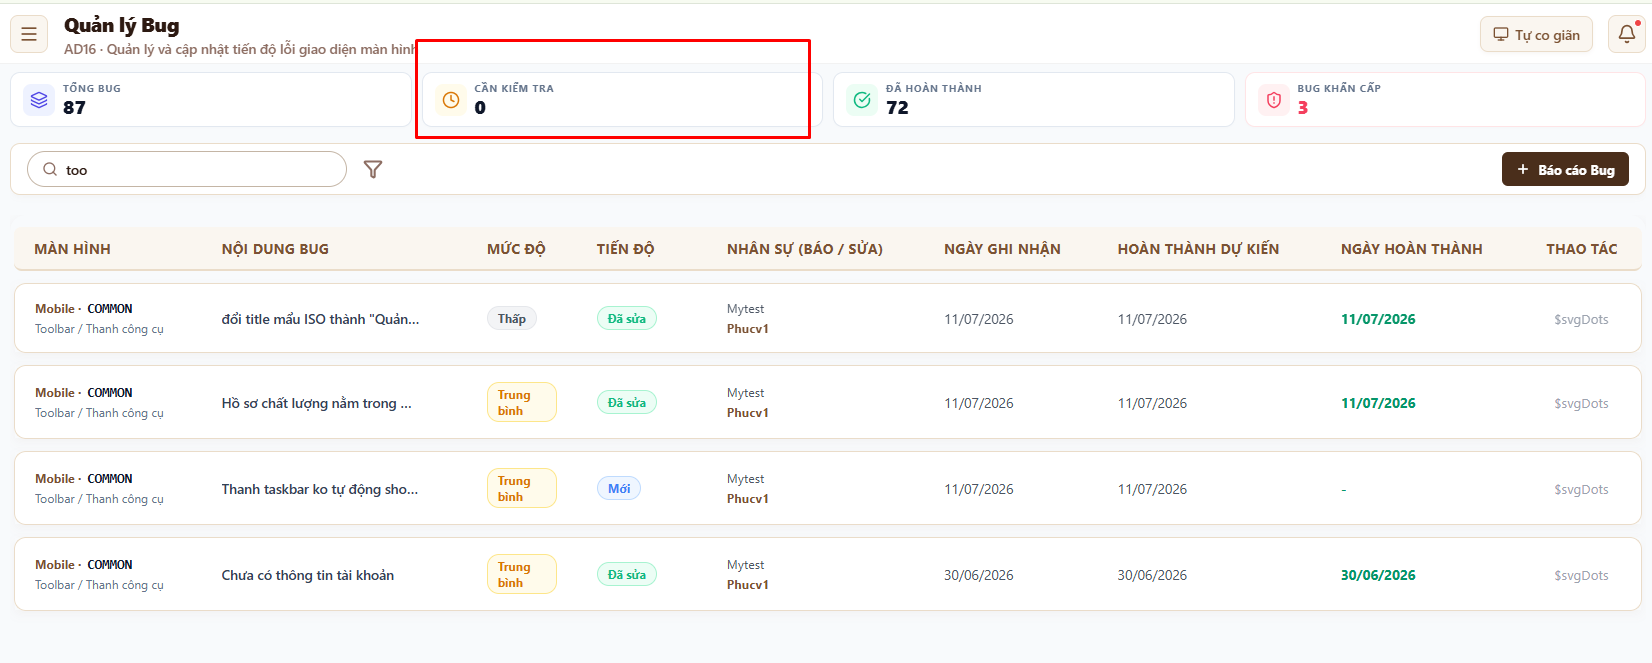 Quản lý Bug
AD16 · Quản lý và cập nhật tiến độ lỗi giao diện màn hình
Tự co giãn
TỔNG BUG
87
CẦN KIỂM TRA
0
ĐÃ HOÀN THÀNH
72
BUG KHẨN CẤP
3
too
+ Báo cáo Bug
MÀN HÌNH NỘI DUNG BUG MỨC ĐỘ TIẾN ĐỘ NHÂN SỰ (BÁO / SỬA) NGÀY GHI NHẬN HOÀN THÀNH DỰ KIẾN NGÀY HOÀN THÀNH THAO TÁC
Mobile · COMMON
Toolbar / Thanh công cụ
đổi title mẩu ISO thành "Quản...
Thấp
Đã sửa
Mytest
Phucv1
11/07/2026
11/07/2026
11/07/2026
$svgDots
Mobile · COMMON
Toolbar / Thanh công cụ
Hồ sơ chất lượng nằm trong ...
Trung
bình
Đã sửa
Mytest
Phucv1
11/07/2026
11/07/2026
11/07/2026
$svgDots
Mobile · COMMON
Toolbar / Thanh công cụ
Thanh taskbar ko tự động sho...
Trung
bình
Mới
Mytest
Phucv1
11/07/2026
11/07/2026
-
$svgDots
Mobile · COMMON
Toolbar / Thanh công cụ
Chưa có thông tin tài khoản
Trung
bình
Đã sửa
Mytest
Phucv1
30/06/2026
30/06/2026
30/06/2026
$svgDots